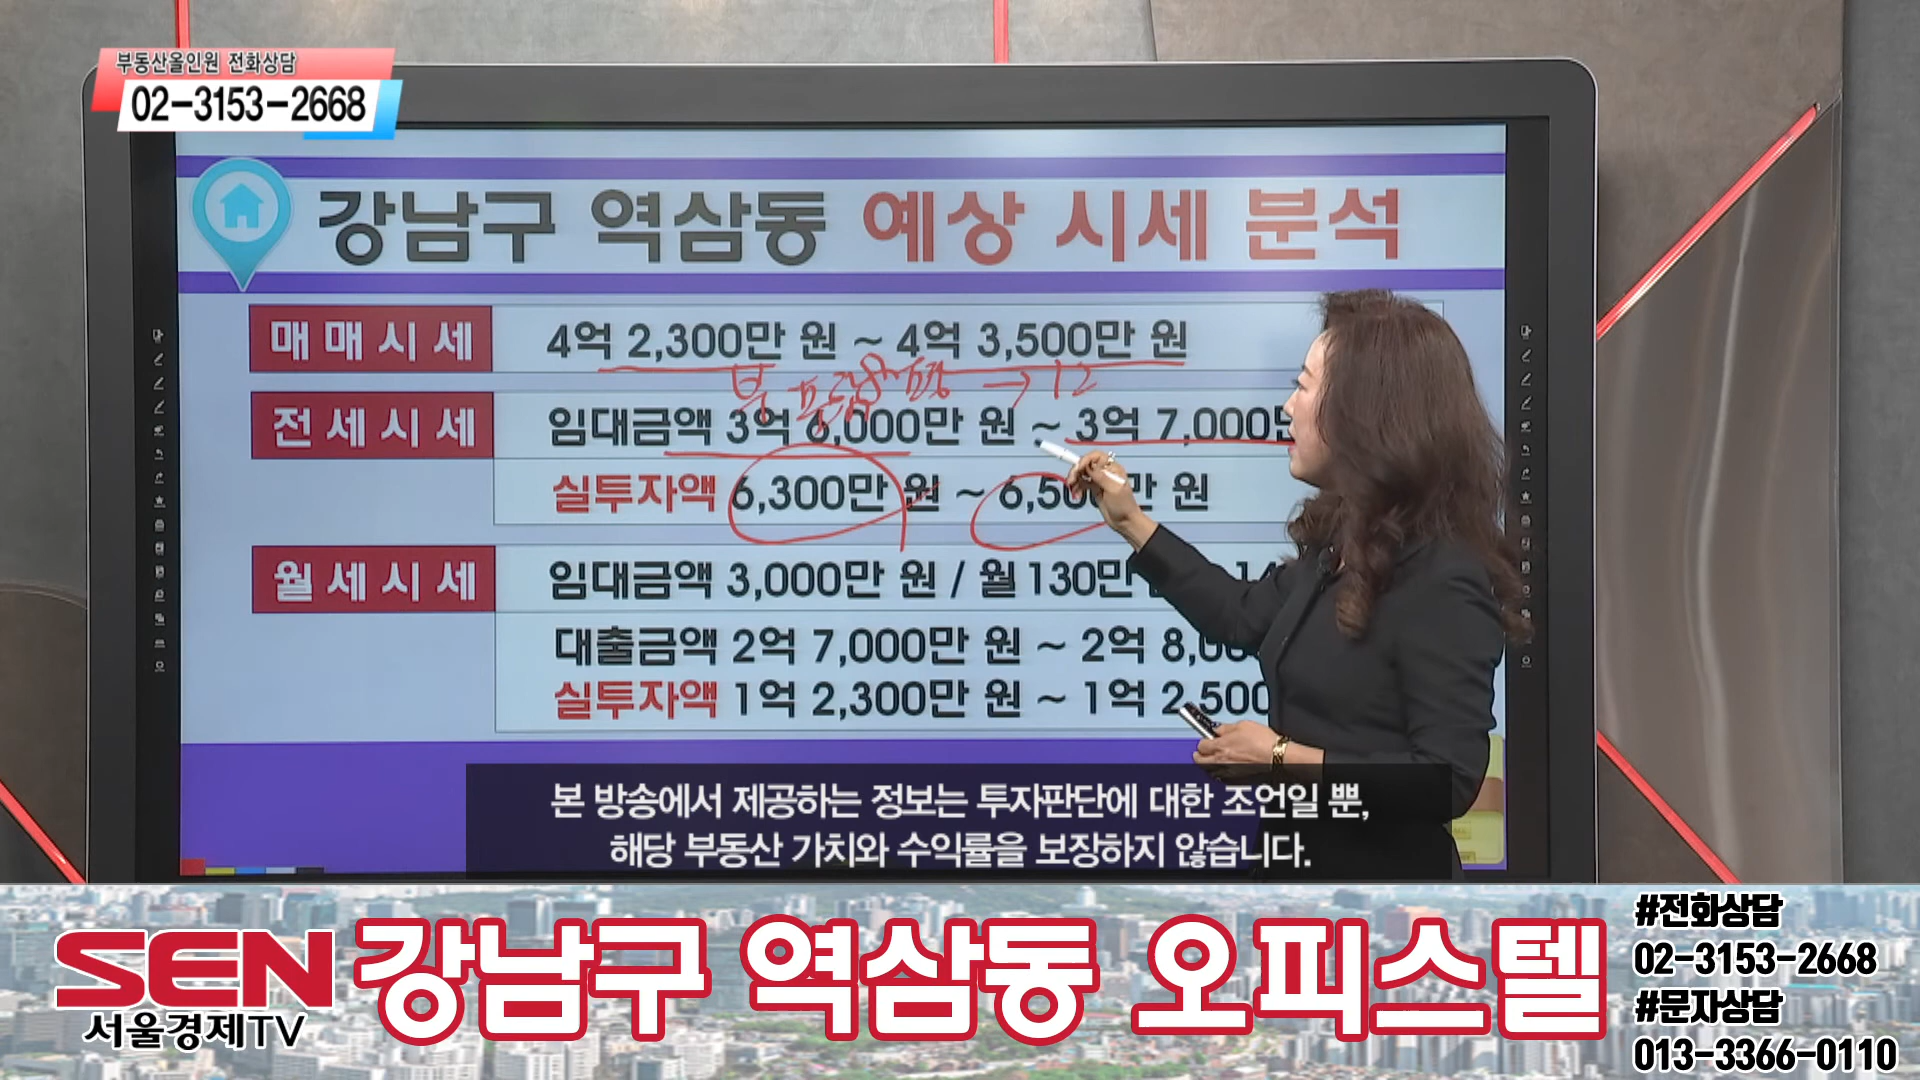 부동산올인원 전화상담
02-3153-2668
강남구 역삼동 예상 시세 분석
매매시세 4억 2,300만 원 ~ 4억 3,500만 원
→ 12
전세시세 임대금액 3억 6,000만 원 ~ 3억 7,000만
실투자액 6,300만 원 ~ 6,500만 원
월세시세 임대금액 3,000만 원 / 월 130만
대출금액 2억 7,000만 원 ~ 2억 8,0
실투자액 1억 2,300만 원 ~ 1억 2,500
본 방송에서 제공하는 정보는 투자판단에 대한 조언일 뿐,
해당 부동산 가치와 수익률을 보장하지 않습니다.
SEN
서울경제TV
강남구 역삼동 오피스텔
#전화상담
02-3153-2668
#문자상담
013-3366-0110